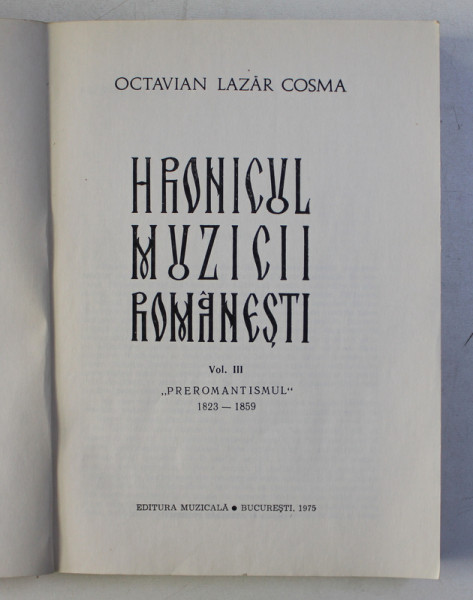 OCTAVIAN LAZĂR COSMA
HRONICUL
MUZICII
ROMÂNEȘTI
Vol. III
„PREROMANTISMUL“
1823 — 1859
EDITURA MUZICALĂ ● BUCUREȘTI, 1975